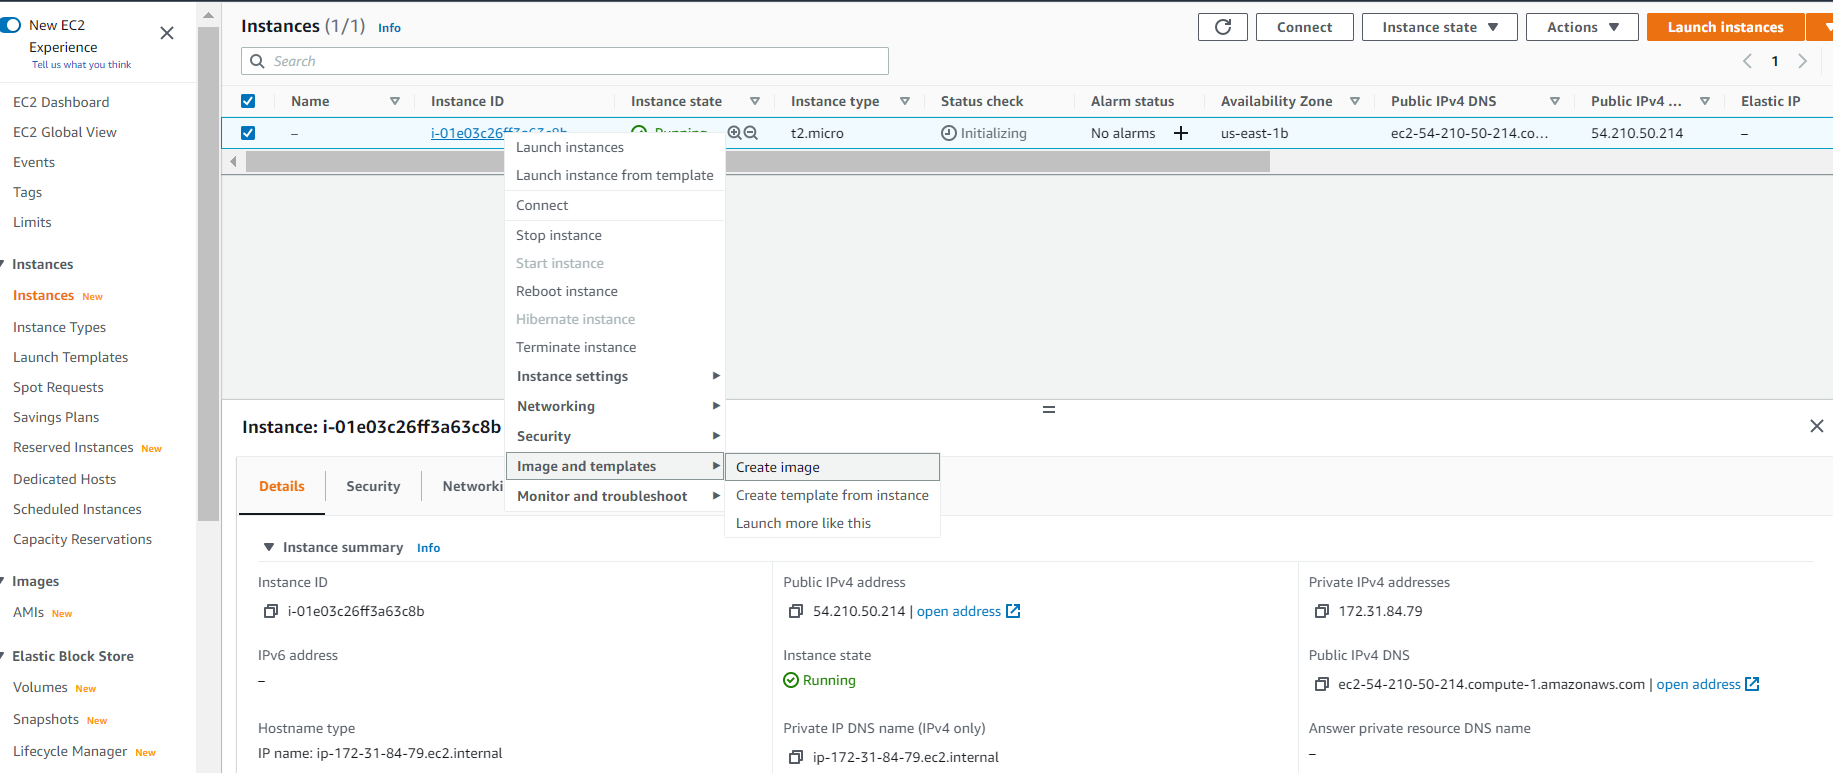 New EC2
Experience
Tell us what you think
EC2 Dashboard
EC2 Global View
Events
Tags
Limits
Instances
Instances New
Instance Types
Launch Templates
Spot Requests
Savings Plans
Reserved Instances New
Dedicated Hosts
Scheduled Instances
Capacity Reservations
Images
AMIs New
Elastic Block Store
Volumes New
Snapshots New
Lifecycle Manager New
Instances (1/1) Info
Connect
Instance state
Actions
Launch instances
Search
1
Name Instance ID Instance state Instance type Status check Alarm status Availability Zone Public IPv4 DNS Public IPv4 ... Elastic IP
– i-01e03c26ff3a63c8b Running t2.micro Initializing No alarms us-east-1b ec2-54-210-50-214.co... 54.210.50.214 –
Launch instances
Launch instance from template
Connect
Stop instance
Start instance
Reboot instance
Hibernate instance
Terminate instance
Instance settings
Networking
Security
Image and templates
Monitor and troubleshoot
Create image
Create template from instance
Launch more like this
Instance: i-01e03c26ff3a63c8b
Details
Security
Networki
Instance summary Info
Instance ID
i-01e03c26ff3a63c8b
Public IPv4 address
54.210.50.214 | open address
Private IPv4 addresses
172.31.84.79
IPv6 address
–
Instance state
Running
Public IPv4 DNS
ec2-54-210-50-214.compute-1.amazonaws.com | open address
Hostname type
IP name: ip-172-31-84-79.ec2.internal
Private IP DNS name (IPv4 only)
ip-172-31-84-79.ec2.internal
Answer private resource DNS name
–